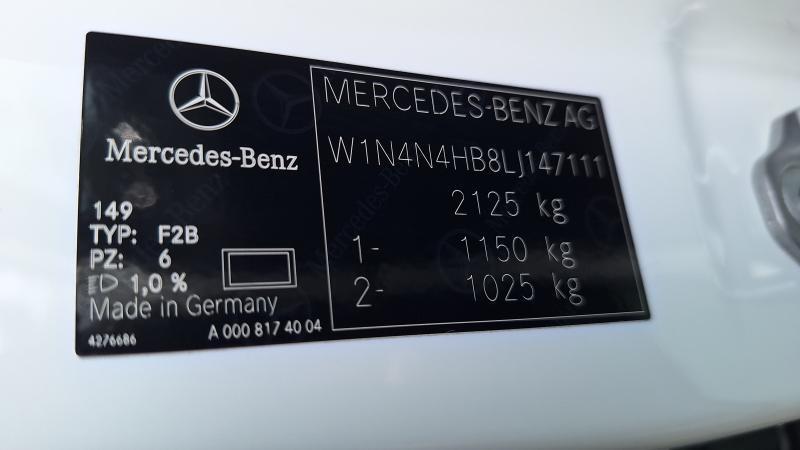 Mercedes-Benz
149
TYP: F2B
PZ: 6
1,0 %
Made in Germany
4276686
A 000 817 40 04
MERCEDES-BENZ AG
W1N4N4HB8LJ147111
2125 kg
1- 1150 kg
2- 1025 kg